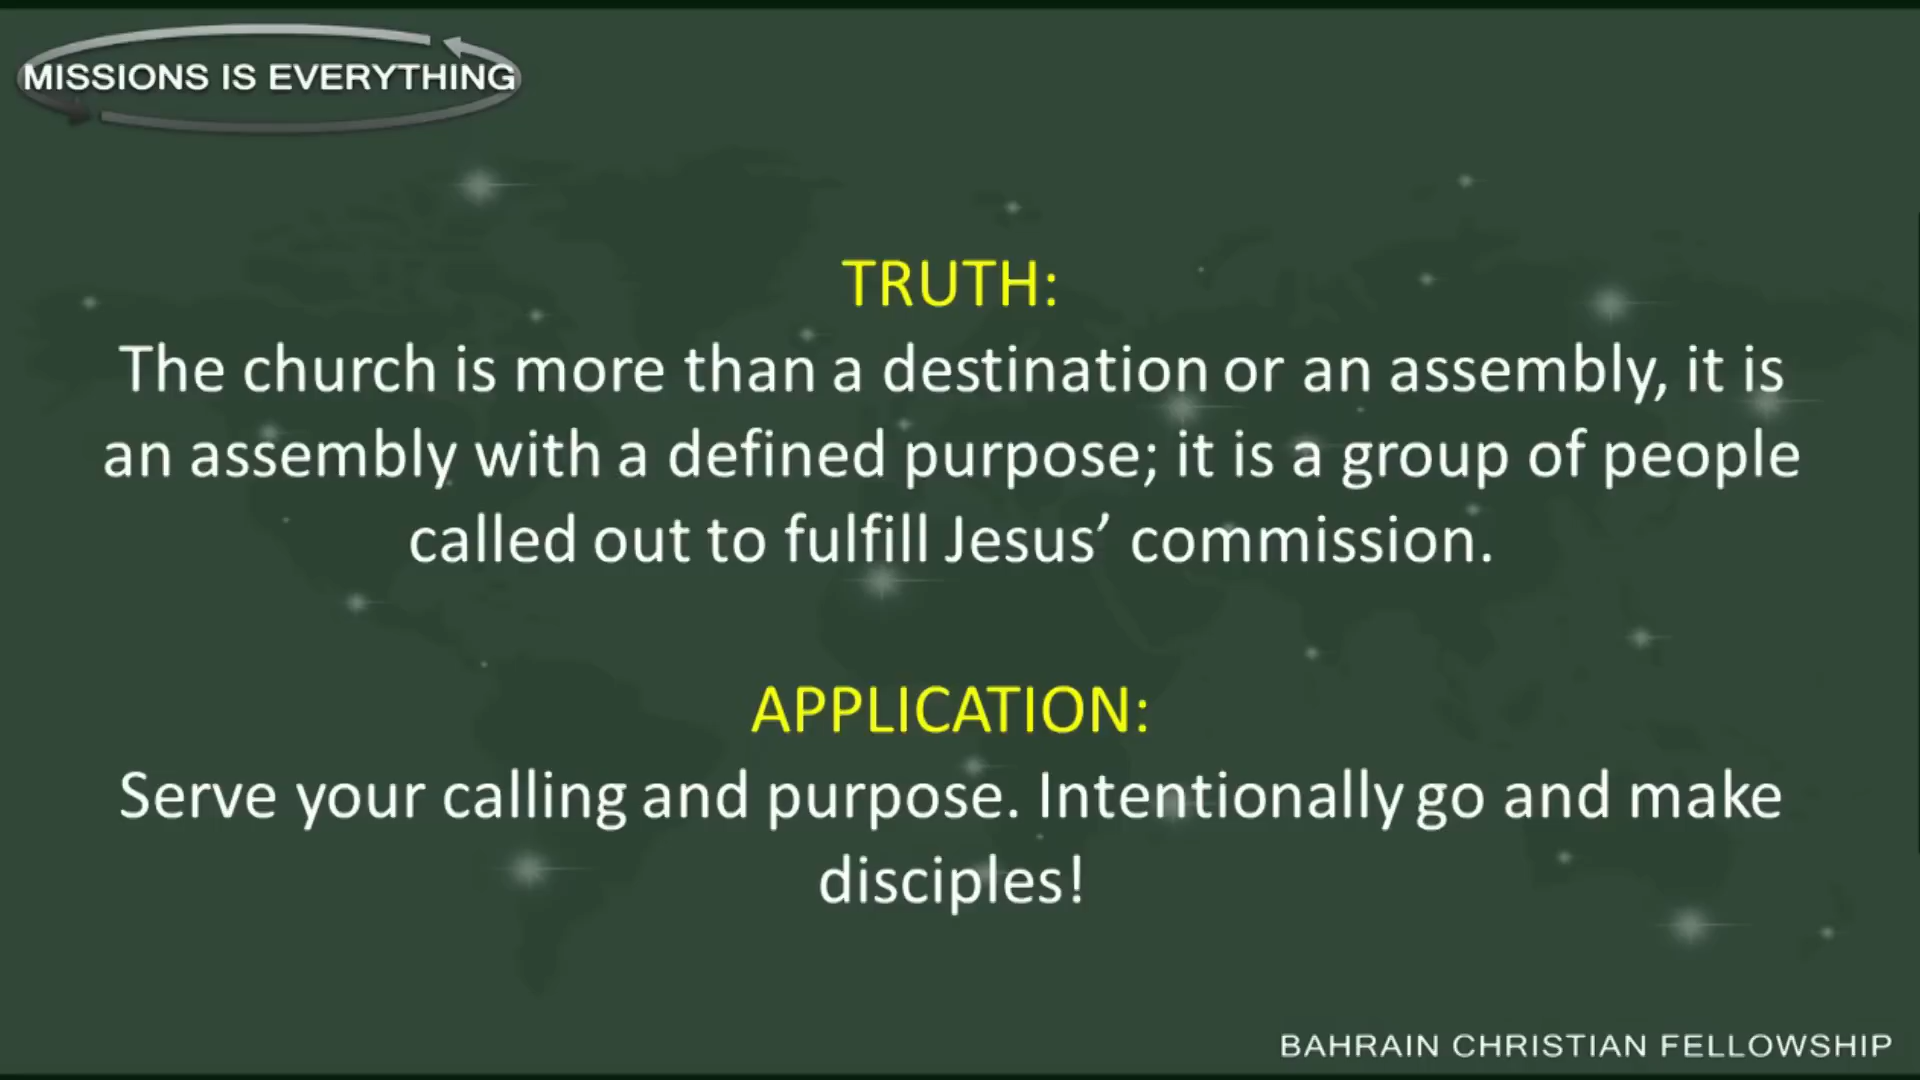 MISSIONS IS EVERYTHING
TRUTH:
The church is more than a destination or an assembly, it is
an assembly with a defined purpose; it is a group of people
called out to fulfill Jesus’ commission.
APPLICATION:
Serve your calling and purpose. Intentionally go and make
disciples!
BAHRAIN CHRISTIAN FELLOWSHIP